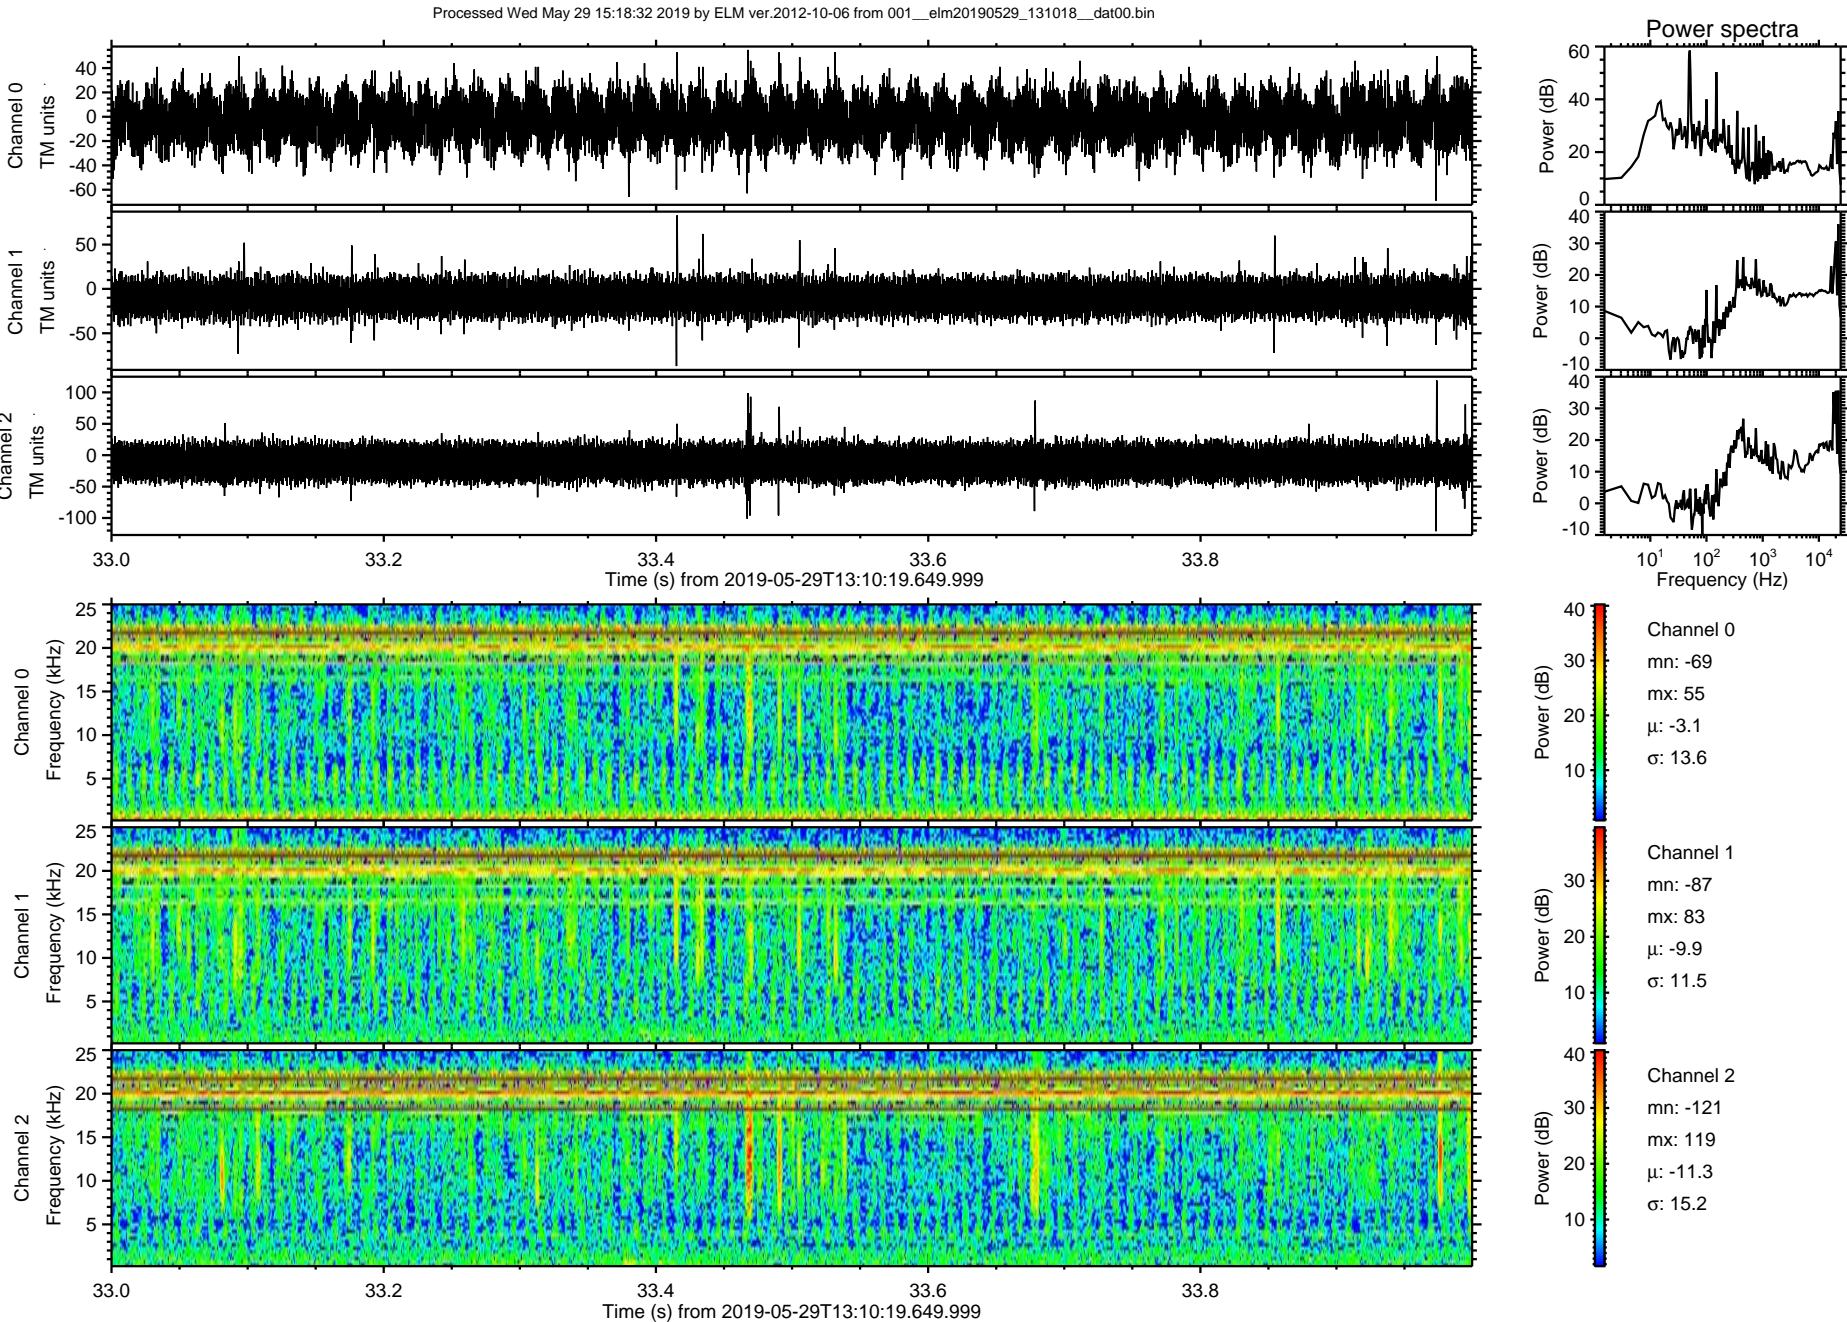 Processed Wed May 29 15:18:32 2019 by ELM ver.2012-10-06 from 001__elm20190529_131018__dat00.bin
Power spectra
Channel 0
TM units
40
20
0
-20
-40
-60
Power (dB)
60
40
20
0
Channel 1
TM units
50
0
-50
Power (dB)
40
30
20
10
0
-10
Channel 2
TM units
100
50
0
-50
-100
Power (dB)
40
30
20
10
0
-10
33.0 33.2 33.4 33.6 33.8
Time (s) from 2019-05-29T13:10:19.649.999
10^1 10^2 10^3 10^4
Frequency (Hz)
Channel 0
Frequency (kHz)
25
20
15
10
5
Power (dB)
40
30
20
10
Channel 0
mn: -69
mx: 55
μ: -3.1
σ: 13.6
Channel 1
Frequency (kHz)
25
20
15
10
5
Power (dB)
30
20
10
Channel 1
mn: -87
mx: 83
μ: -9.9
σ: 11.5
Channel 2
Frequency (kHz)
25
20
15
10
5
Power (dB)
40
30
20
10
Channel 2
mn: -121
mx: 119
μ: -11.3
σ: 15.2
33.0 33.2 33.4 33.6 33.8
Time (s) from 2019-05-29T13:10:19.649.999